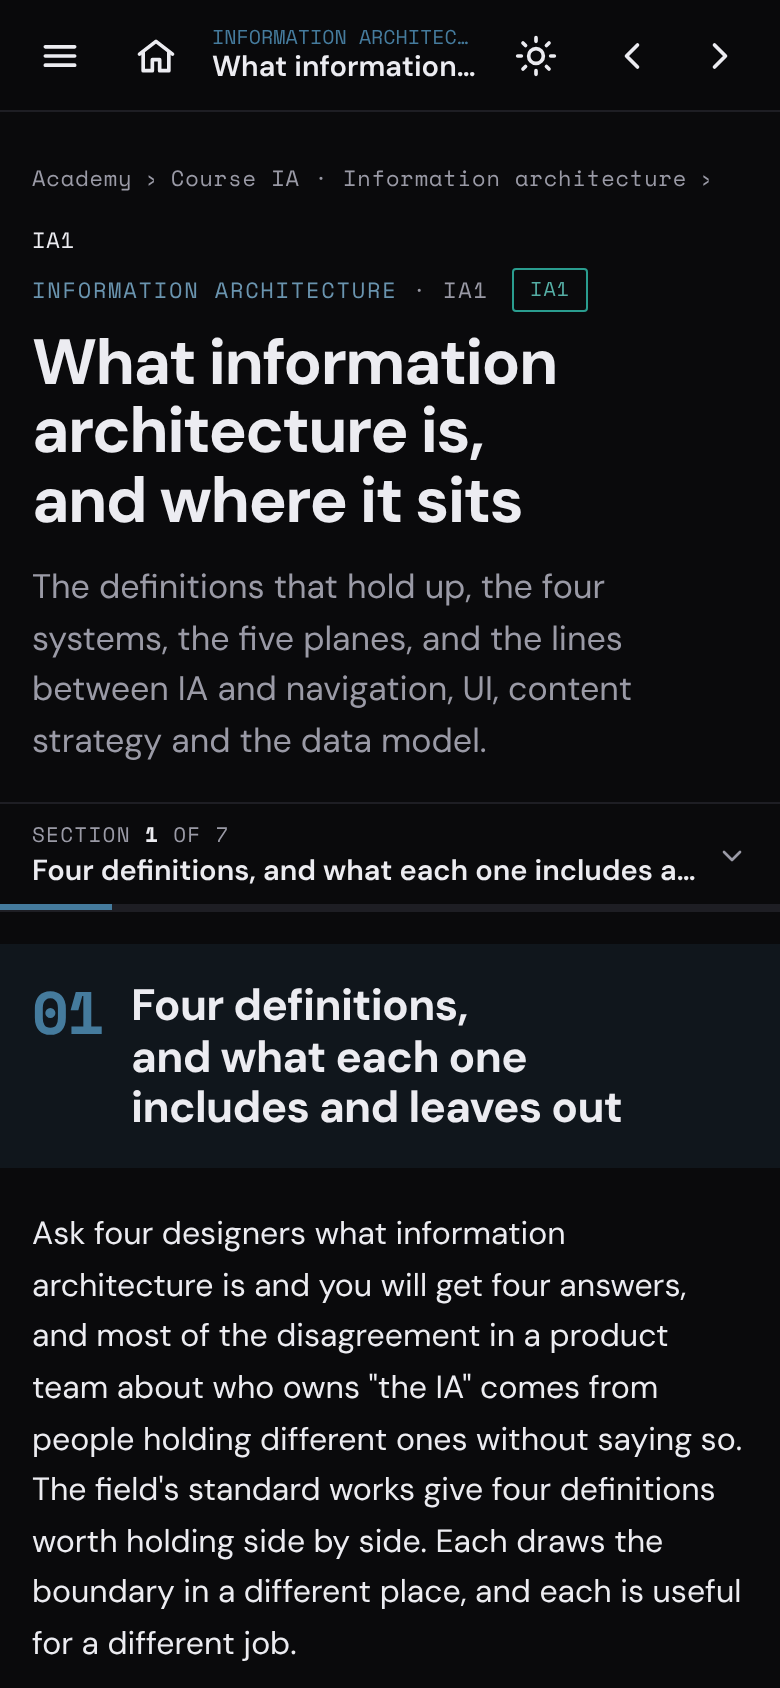 INFORMATION ARCHITEC…
What information…
Academy › Course IA · Information architecture ›
IA1
INFORMATION ARCHITECTURE · IA1 IA1
What information
architecture is,
and where it sits
The definitions that hold up, the four
systems, the five planes, and the lines
between IA and navigation, UI, content
strategy and the data model.
SECTION 1 OF 7
Four definitions, and what each one includes a…
01 Four definitions,
and what each one
includes and leaves out
Ask four designers what information
architecture is and you will get four answers,
and most of the disagreement in a product
team about who owns "the IA" comes from
people holding different ones without saying so.
The field's standard works give four definitions
worth holding side by side. Each draws the
boundary in a different place, and each is useful
for a different job.